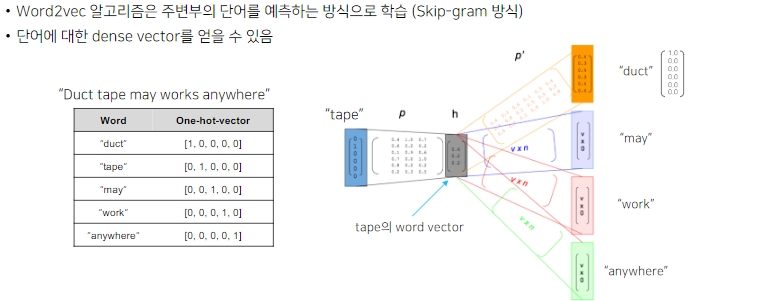 • Word2vec 알고리즘은 주변부의 단어를 예측하는 방식으로 학습 (Skip-gram 방식)
• 단어에 대한 dense vector를 얻을 수 있음
"Duct tape may works anywhere"
Word One-hot-vector
"duct" [1, 0, 0, 0, 0]
"tape" [0, 1, 0, 0, 0]
"may" [0, 0, 1, 0, 0]
"work" [0, 0, 0, 1, 0]
"anywhere" [0, 0, 0, 0, 1]
"tape"
p
h
p'
tape의 word vector
v x n
v x n
v x n
"duct"
1.0
0.0
0.0
0.0
0.0
"may"
v x 0
"work"
v x 0
"anywhere"
v x 0